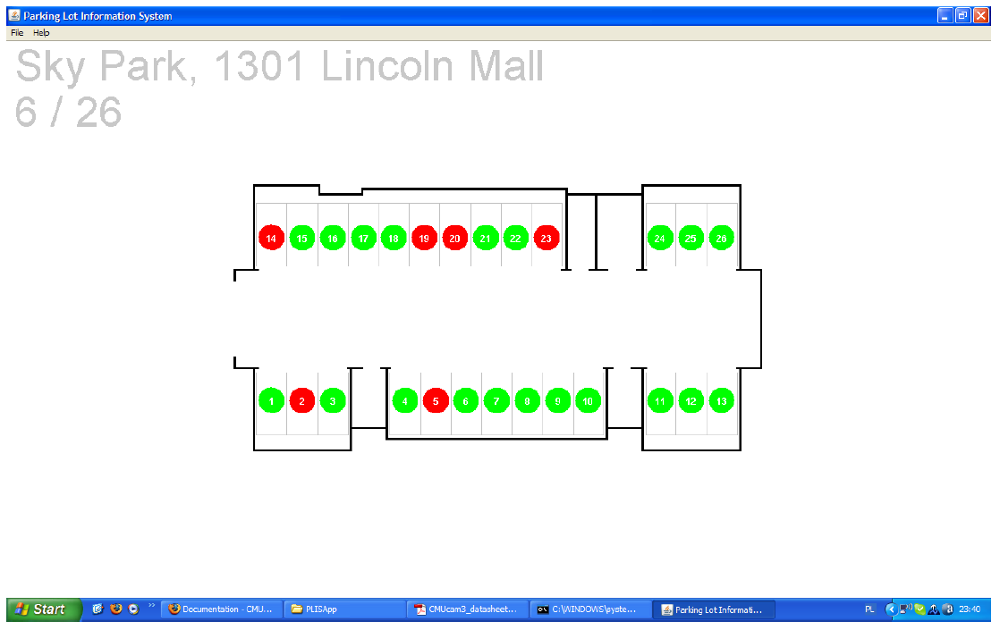 Parking Lot Information System
File Help
Sky Park, 1301 Lincoln Mall
6 / 26
14 15 16 17 18 19 20 21 22 23 24 25 26
1 2 3 4 5 6 7 8 9 10 11 12 13
Start » Documentation - CMU... PLISApp CMUcam3_datasheet... C:\WINDOWS\syste... Parking Lot Informati... PL 23:40